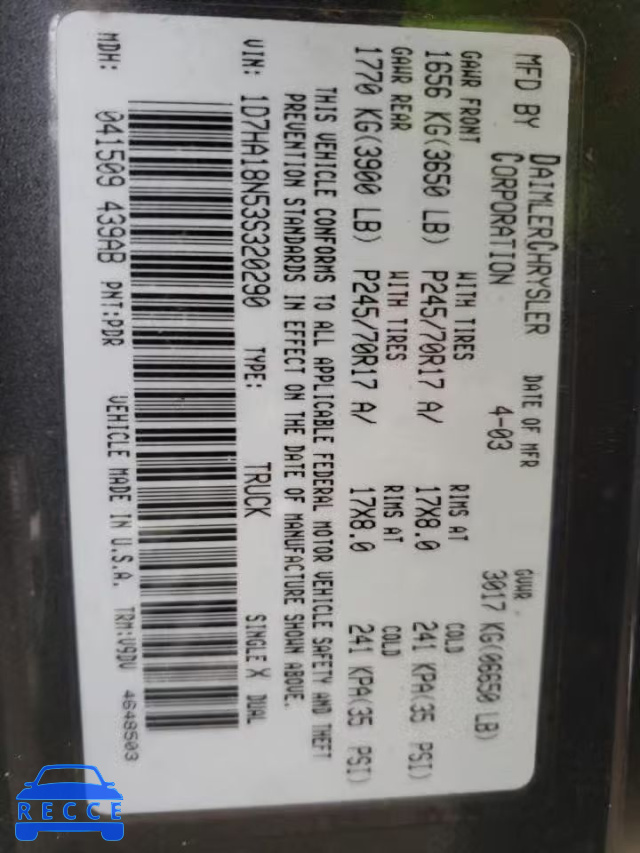 MFD BY DAIMLERCHRYSLER CORPORATION
DATE OF MFR
4-03
GVWR
3017 KG(06650 LB)
GAWR FRONT WITH TIRES RIMS AT COLD
1656 KG(3650 LB) P245/70R17 A/ 17X8.0 241 KPA(35 PSI)
GAWR REAR WITH TIRES RIMS AT COLD
1770 KG(3900 LB) P245/70R17 A/ 17X8.0 241 KPA(35 PSI)
THIS VEHICLE CONFORMS TO ALL APPLICABLE FEDERAL MOTOR VEHICLE SAFETY AND THEFT
PREVENTION STANDARDS IN EFFECT ON THE DATE OF MANUFACTURE SHOWN ABOVE.
VIN: 1D7HA18N53S320290 TYPE: TRUCK SINGLE X DUAL
MDH: 041509 439AB PNT:PDR VEHICLE MADE IN U.S.A. TRM:V9DV
4648503
RECCE